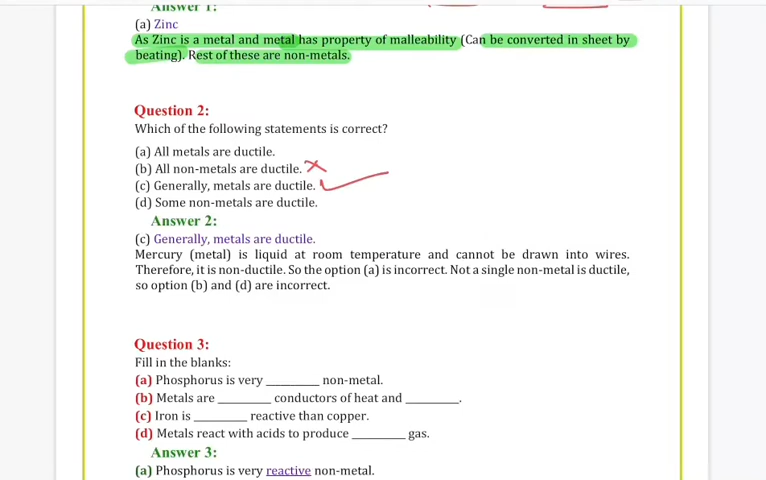 Answer 1:
(a) Zinc
As Zinc is a metal and metal has property of malleability (Can be converted in sheet by
beating). Rest of these are non-metals.
Question 2:
Which of the following statements is correct?
(a) All metals are ductile.
(b) All non-metals are ductile.
(c) Generally, metals are ductile.
(d) Some non-metals are ductile.
Answer 2:
(c) Generally, metals are ductile.
Mercury (metal) is liquid at room temperature and cannot be drawn into wires.
Therefore, it is non-ductile. So the option (a) is incorrect. Not a single non-metal is ductile,
so option (b) and (d) are incorrect.
Question 3:
Fill in the blanks:
(a) Phosphorus is very _________ non-metal.
(b) Metals are _________ conductors of heat and _________.
(c) Iron is _________ reactive than copper.
(d) Metals react with acids to produce _________ gas.
Answer 3:
(a) Phosphorus is very reactive non-metal.